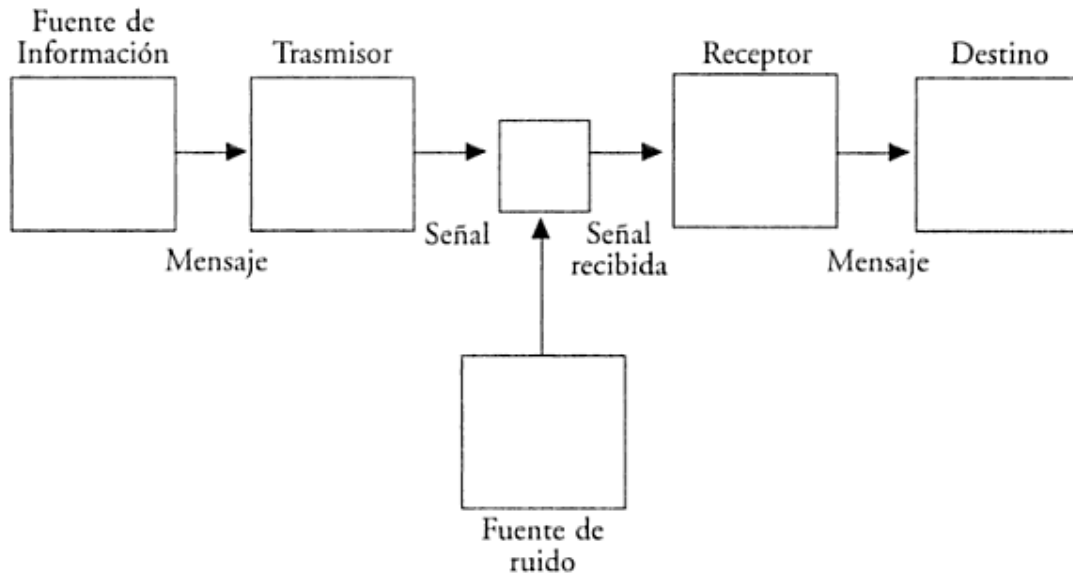 Fuente de
Información
Trasmisor
Receptor
Destino
Mensaje
Señal
Señal
recibida
Mensaje
Fuente de
ruido